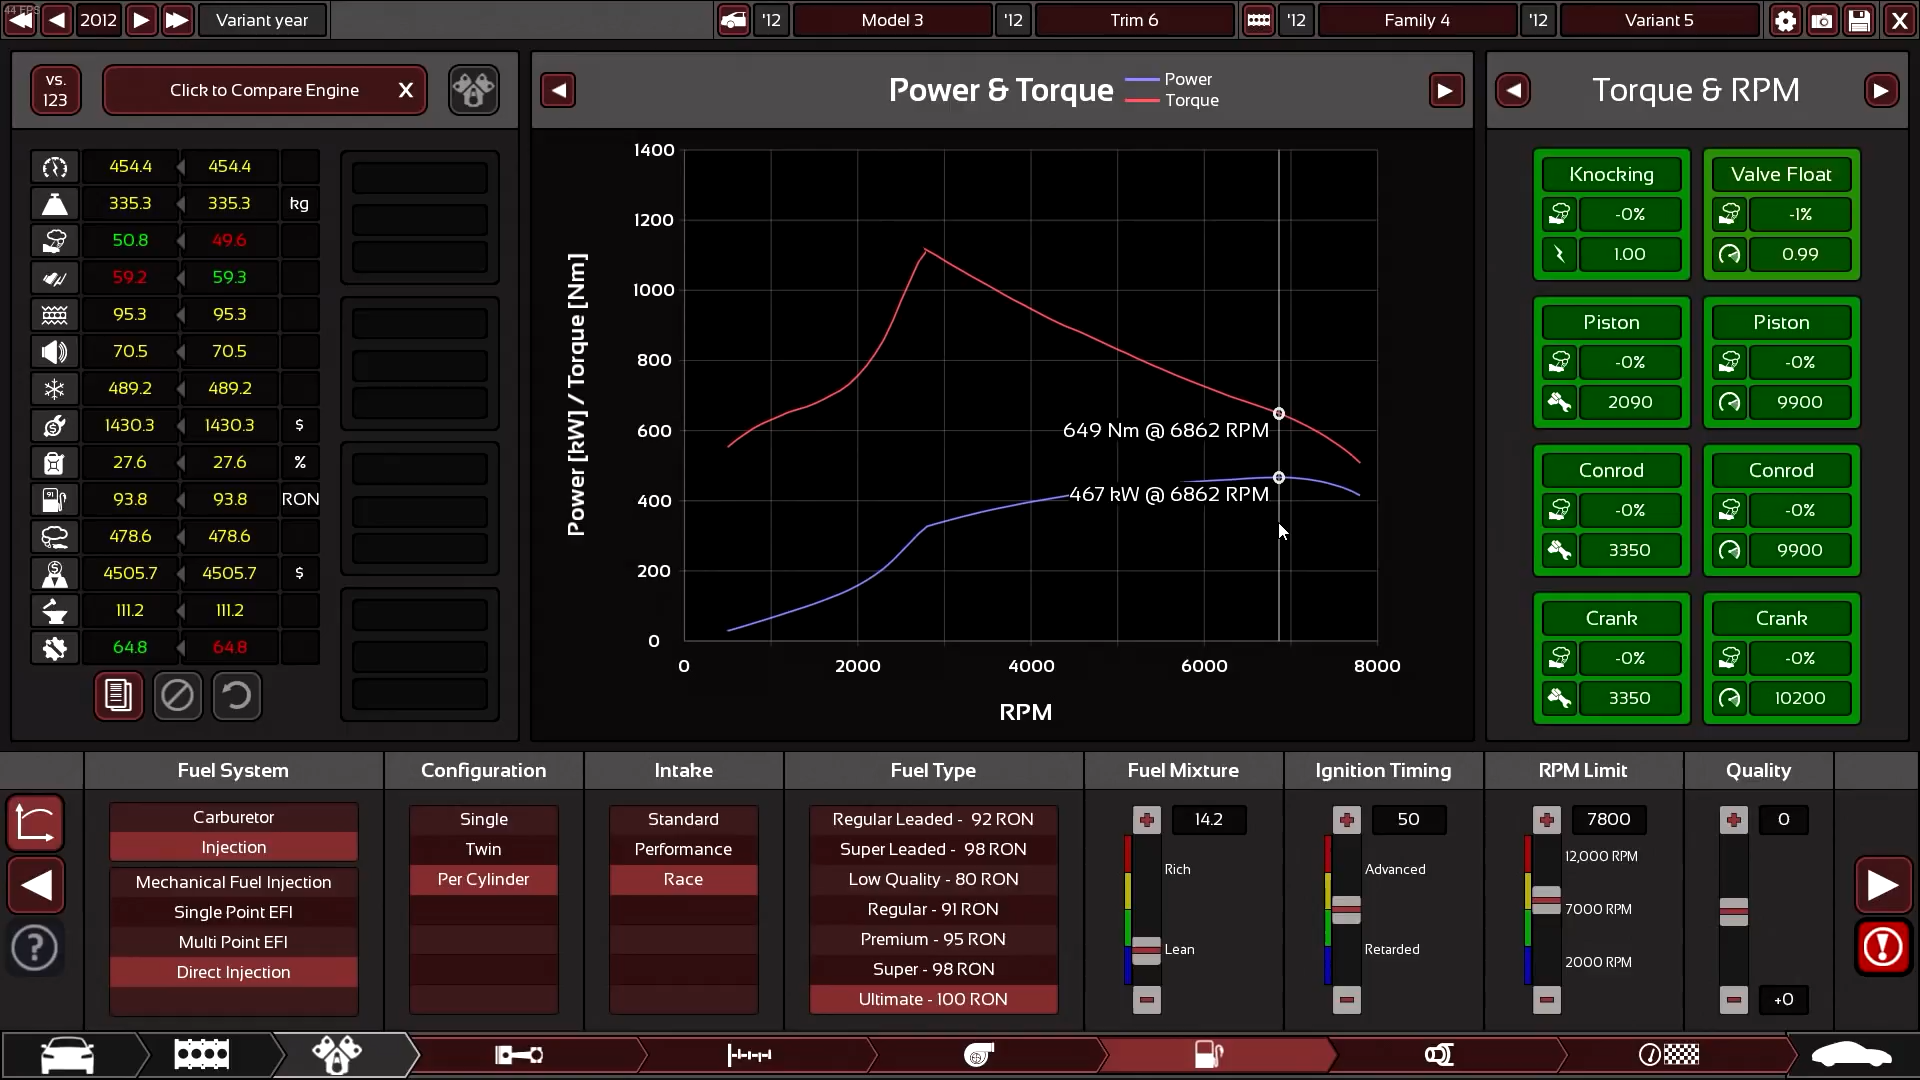 44 FPS
2012
Variant year
'12
Model 3
'12
Trim 6
'12
Family 4
'12
Variant 5
X
vs.
123
Click to Compare Engine
X
454.4 454.4
335.3 335.3 kg
50.8 49.6
59.2 59.3
95.3 95.3
70.5 70.5
489.2 489.2
1430.3 1430.3 $
27.6 27.6 %
93.8 93.8 RON
478.6 478.6
4505.7 4505.7 $
111.2 111.2
64.8 64.8
Power & Torque
Power
Torque
Power [kW] / Torque [Nm]
1400
1200
1000
800
600
400
200
0
649 Nm @ 6862 RPM
467 kW @ 6862 RPM
0 2000 4000 6000 8000
RPM
Torque & RPM
Knocking
-0%
1.00
Valve Float
-1%
0.99
Piston
-0%
2090
Piston
-0%
9900
Conrod
-0%
3350
Conrod
-0%
9900
Crank
-0%
3350
Crank
-0%
10200
Fuel System
Carburetor
Injection
Mechanical Fuel Injection
Single Point EFI
Multi Point EFI
Direct Injection
Configuration
Single
Twin
Per Cylinder
Intake
Standard
Performance
Race
Fuel Type
Regular Leaded - 92 RON
Super Leaded - 98 RON
Low Quality - 80 RON
Regular - 91 RON
Premium - 95 RON
Super - 98 RON
Ultimate - 100 RON
Fuel Mixture
14.2
Rich
Lean
Ignition Timing
50
Advanced
Retarded
RPM Limit
7800
12,000 RPM
7000 RPM
2000 RPM
Quality
0
+0